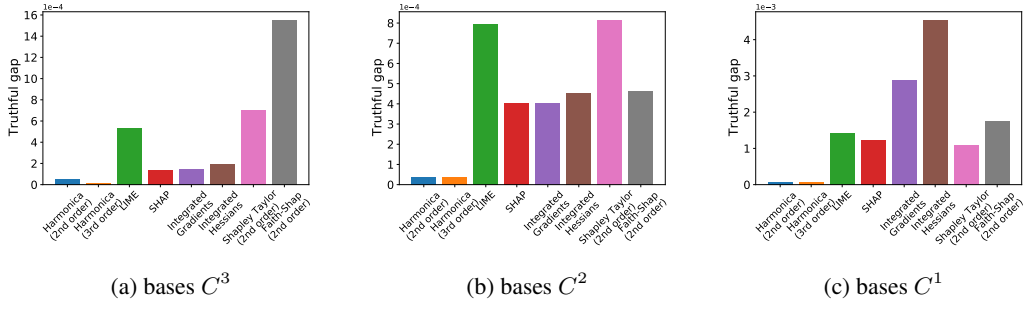 1e−4
Truthful gap
16
14
12
10
8
6
4
2
0
Harmonica
(2nd order)
Harmonica
(3rd order)
LIME
SHAP
Integrated
Gradients
Integrated
Hessians
Shapley Taylor
(2nd order)
Faith-Shap
(2nd order)
(a) bases C³
1e−4
Truthful gap
8
7
6
5
4
3
2
1
0
Harmonica
(2nd order)
Harmonica
(3rd order)
LIME
SHAP
Integrated
Gradients
Integrated
Hessians
Shapley Taylor
(2nd order)
Faith-Shap
(2nd order)
(b) bases C²
1e−3
Truthful gap
4
3
2
1
0
Harmonica
(2nd order)
Harmonica
(3rd order)
LIME
SHAP
Integrated
Gradients
Integrated
Hessians
Shapley Taylor
(2nd order)
Faith-Shap
(2nd order)
(c) bases C¹